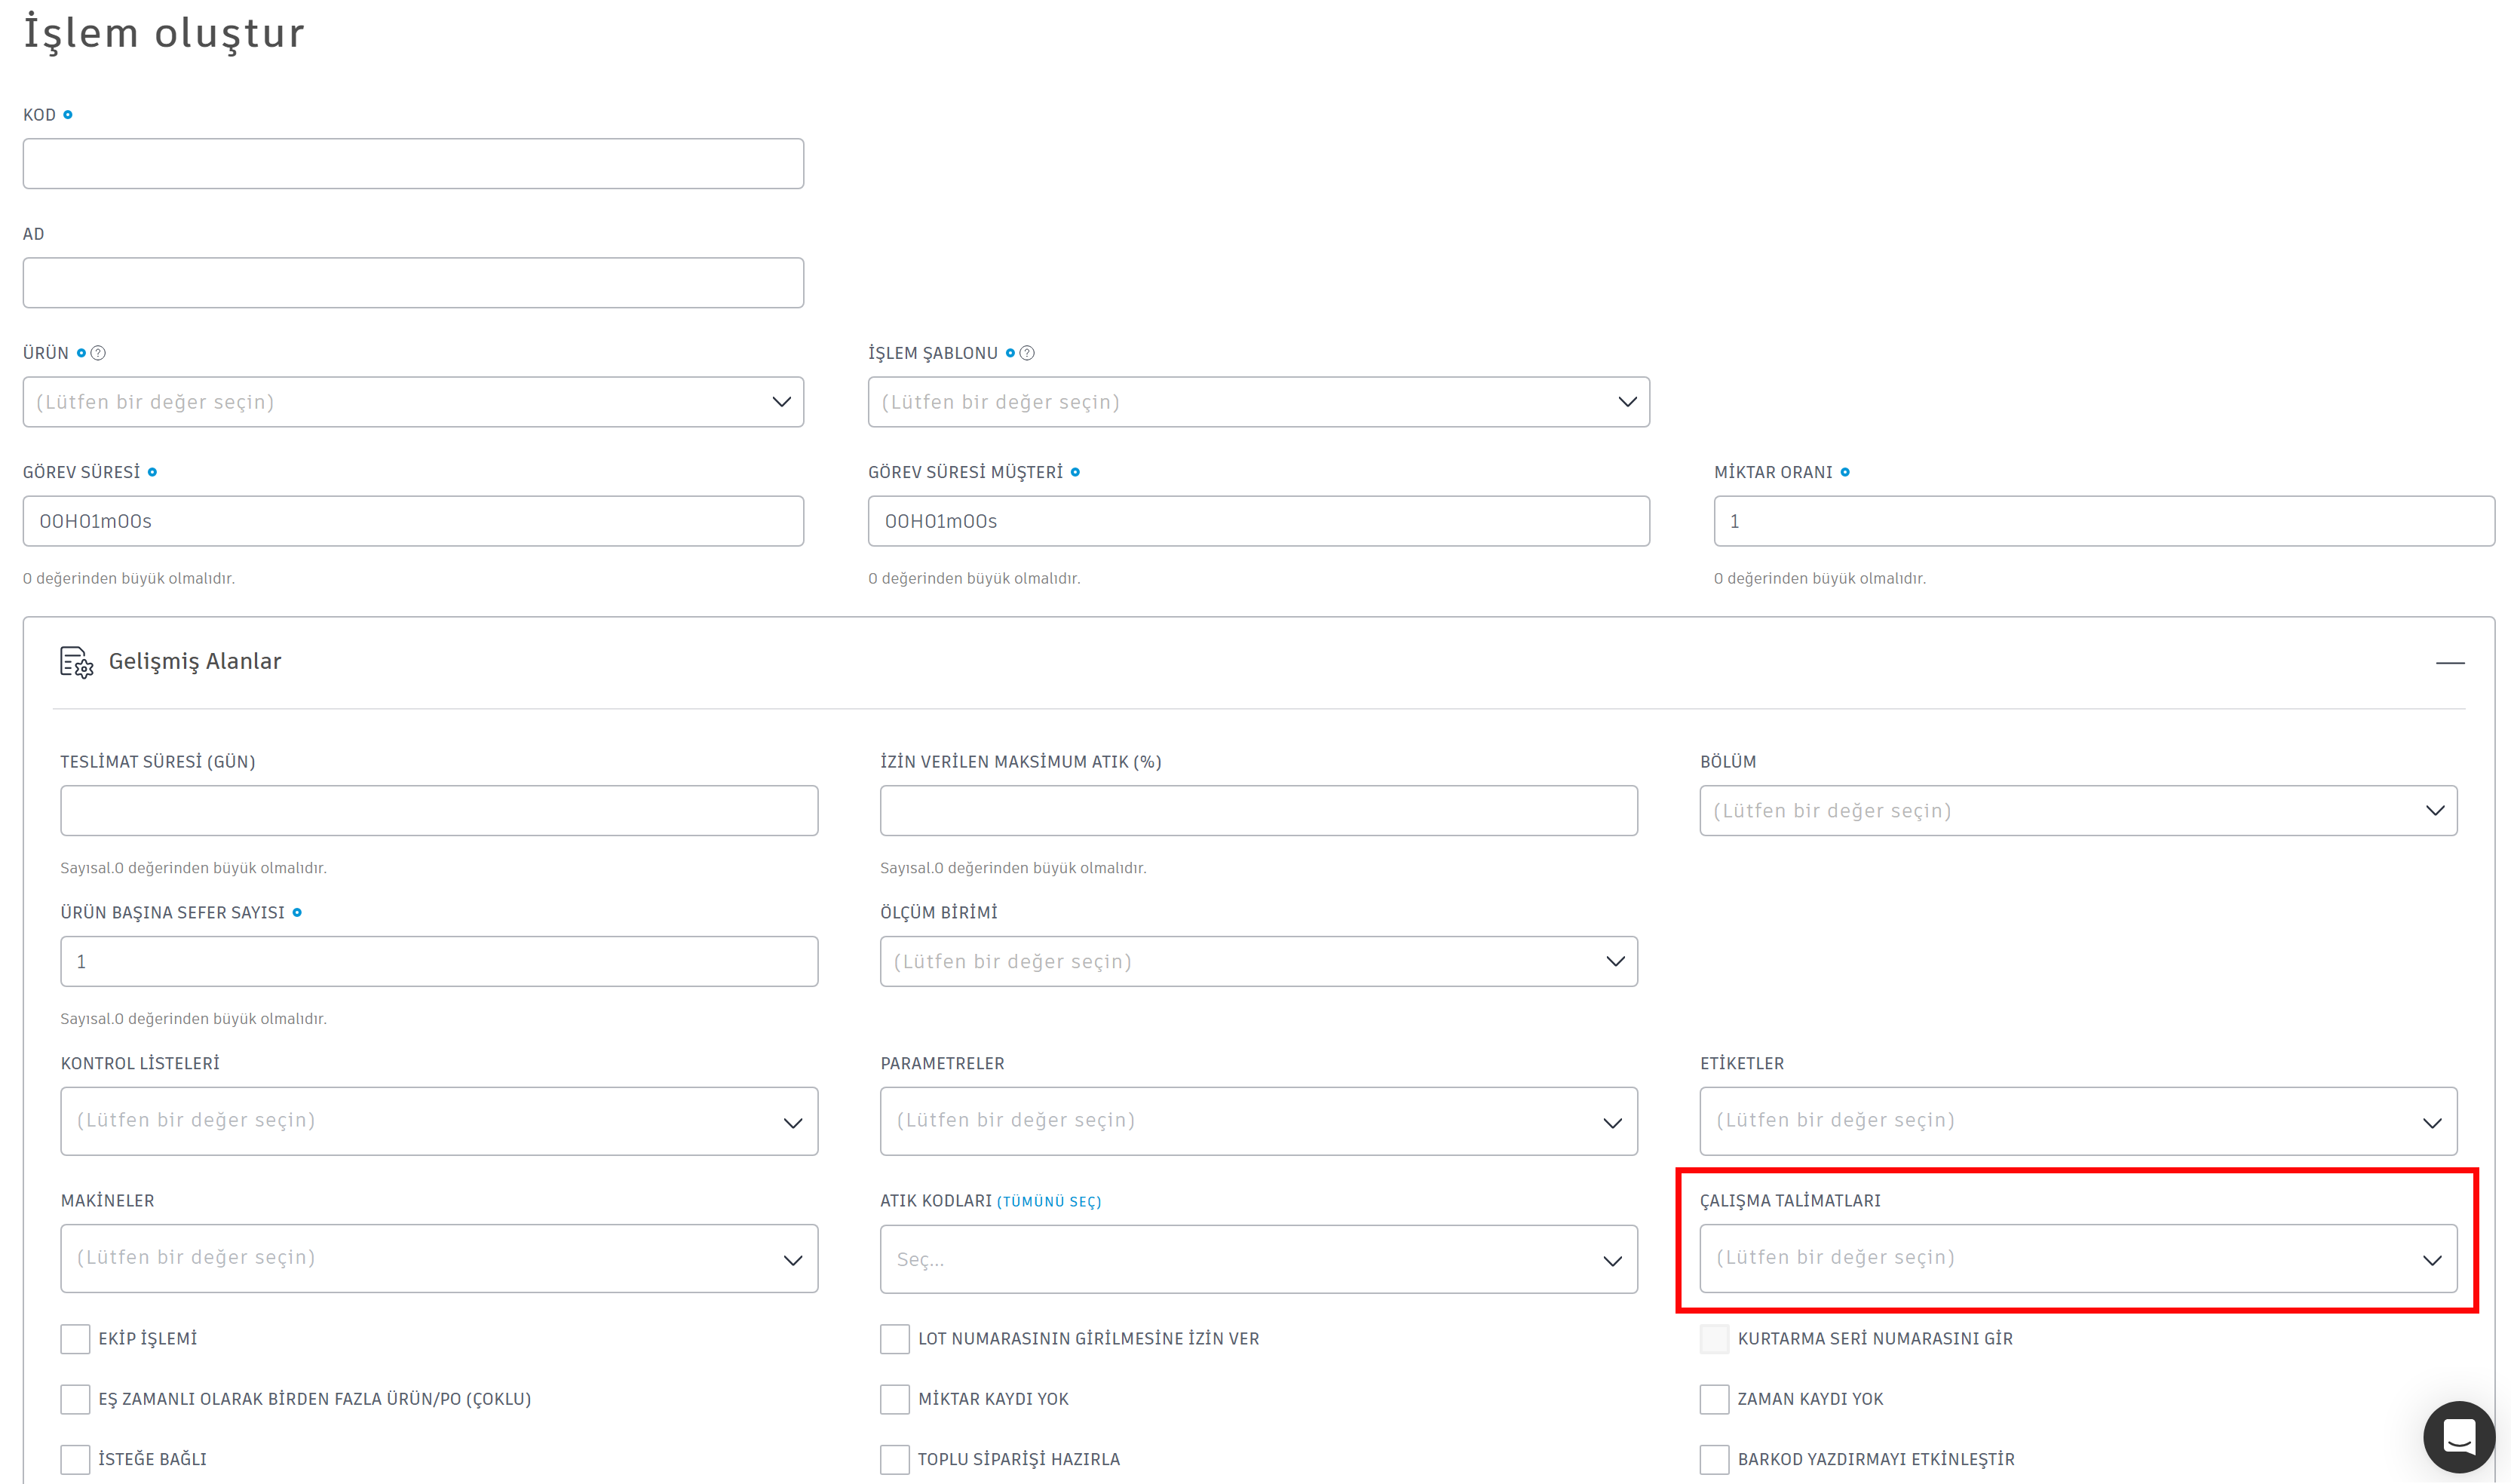 İşlem oluştur
KOD
AD
ÜRÜN
İŞLEM ŞABLONU
(Lütfen bir değer seçin)
(Lütfen bir değer seçin)
GÖREV SÜRESİ
GÖREV SÜRESİ MÜŞTERİ
MİKTAR ORANI
00H01m00s
00H01m00s
1
0 değerinden büyük olmalıdır.
0 değerinden büyük olmalıdır.
0 değerinden büyük olmalıdır.
Gelişmiş Alanlar
TESLİMAT SÜRESİ (GÜN)
İZİN VERİLEN MAKSİMUM ATIK (%)
BÖLÜM
(Lütfen bir değer seçin)
Sayısal.0 değerinden büyük olmalıdır.
Sayısal.0 değerinden büyük olmalıdır.
ÜRÜN BAŞINA SEFER SAYISI
ÖLÇÜM BİRİMİ
1
(Lütfen bir değer seçin)
Sayısal.0 değerinden büyük olmalıdır.
KONTROL LİSTELERİ
PARAMETRELER
ETİKETLER
(Lütfen bir değer seçin)
(Lütfen bir değer seçin)
(Lütfen bir değer seçin)
MAKİNELER
ATIK KODLARI (TÜMÜNÜ SEÇ)
ÇALIŞMA TALİMATLARI
(Lütfen bir değer seçin)
Seç...
(Lütfen bir değer seçin)
EKİP İŞLEMİ
LOT NUMARASININ GİRİLMESİNE İZİN VER
KURTARMA SERİ NUMARASINI GİR
EŞ ZAMANLI OLARAK BİRDEN FAZLA ÜRÜN/PO (ÇOKLU)
MİKTAR KAYDI YOK
ZAMAN KAYDI YOK
İSTEĞE BAĞLI
TOPLU SİPARİŞİ HAZIRLA
BARKOD YAZDIRMAYI ETKİNLEŞTİR